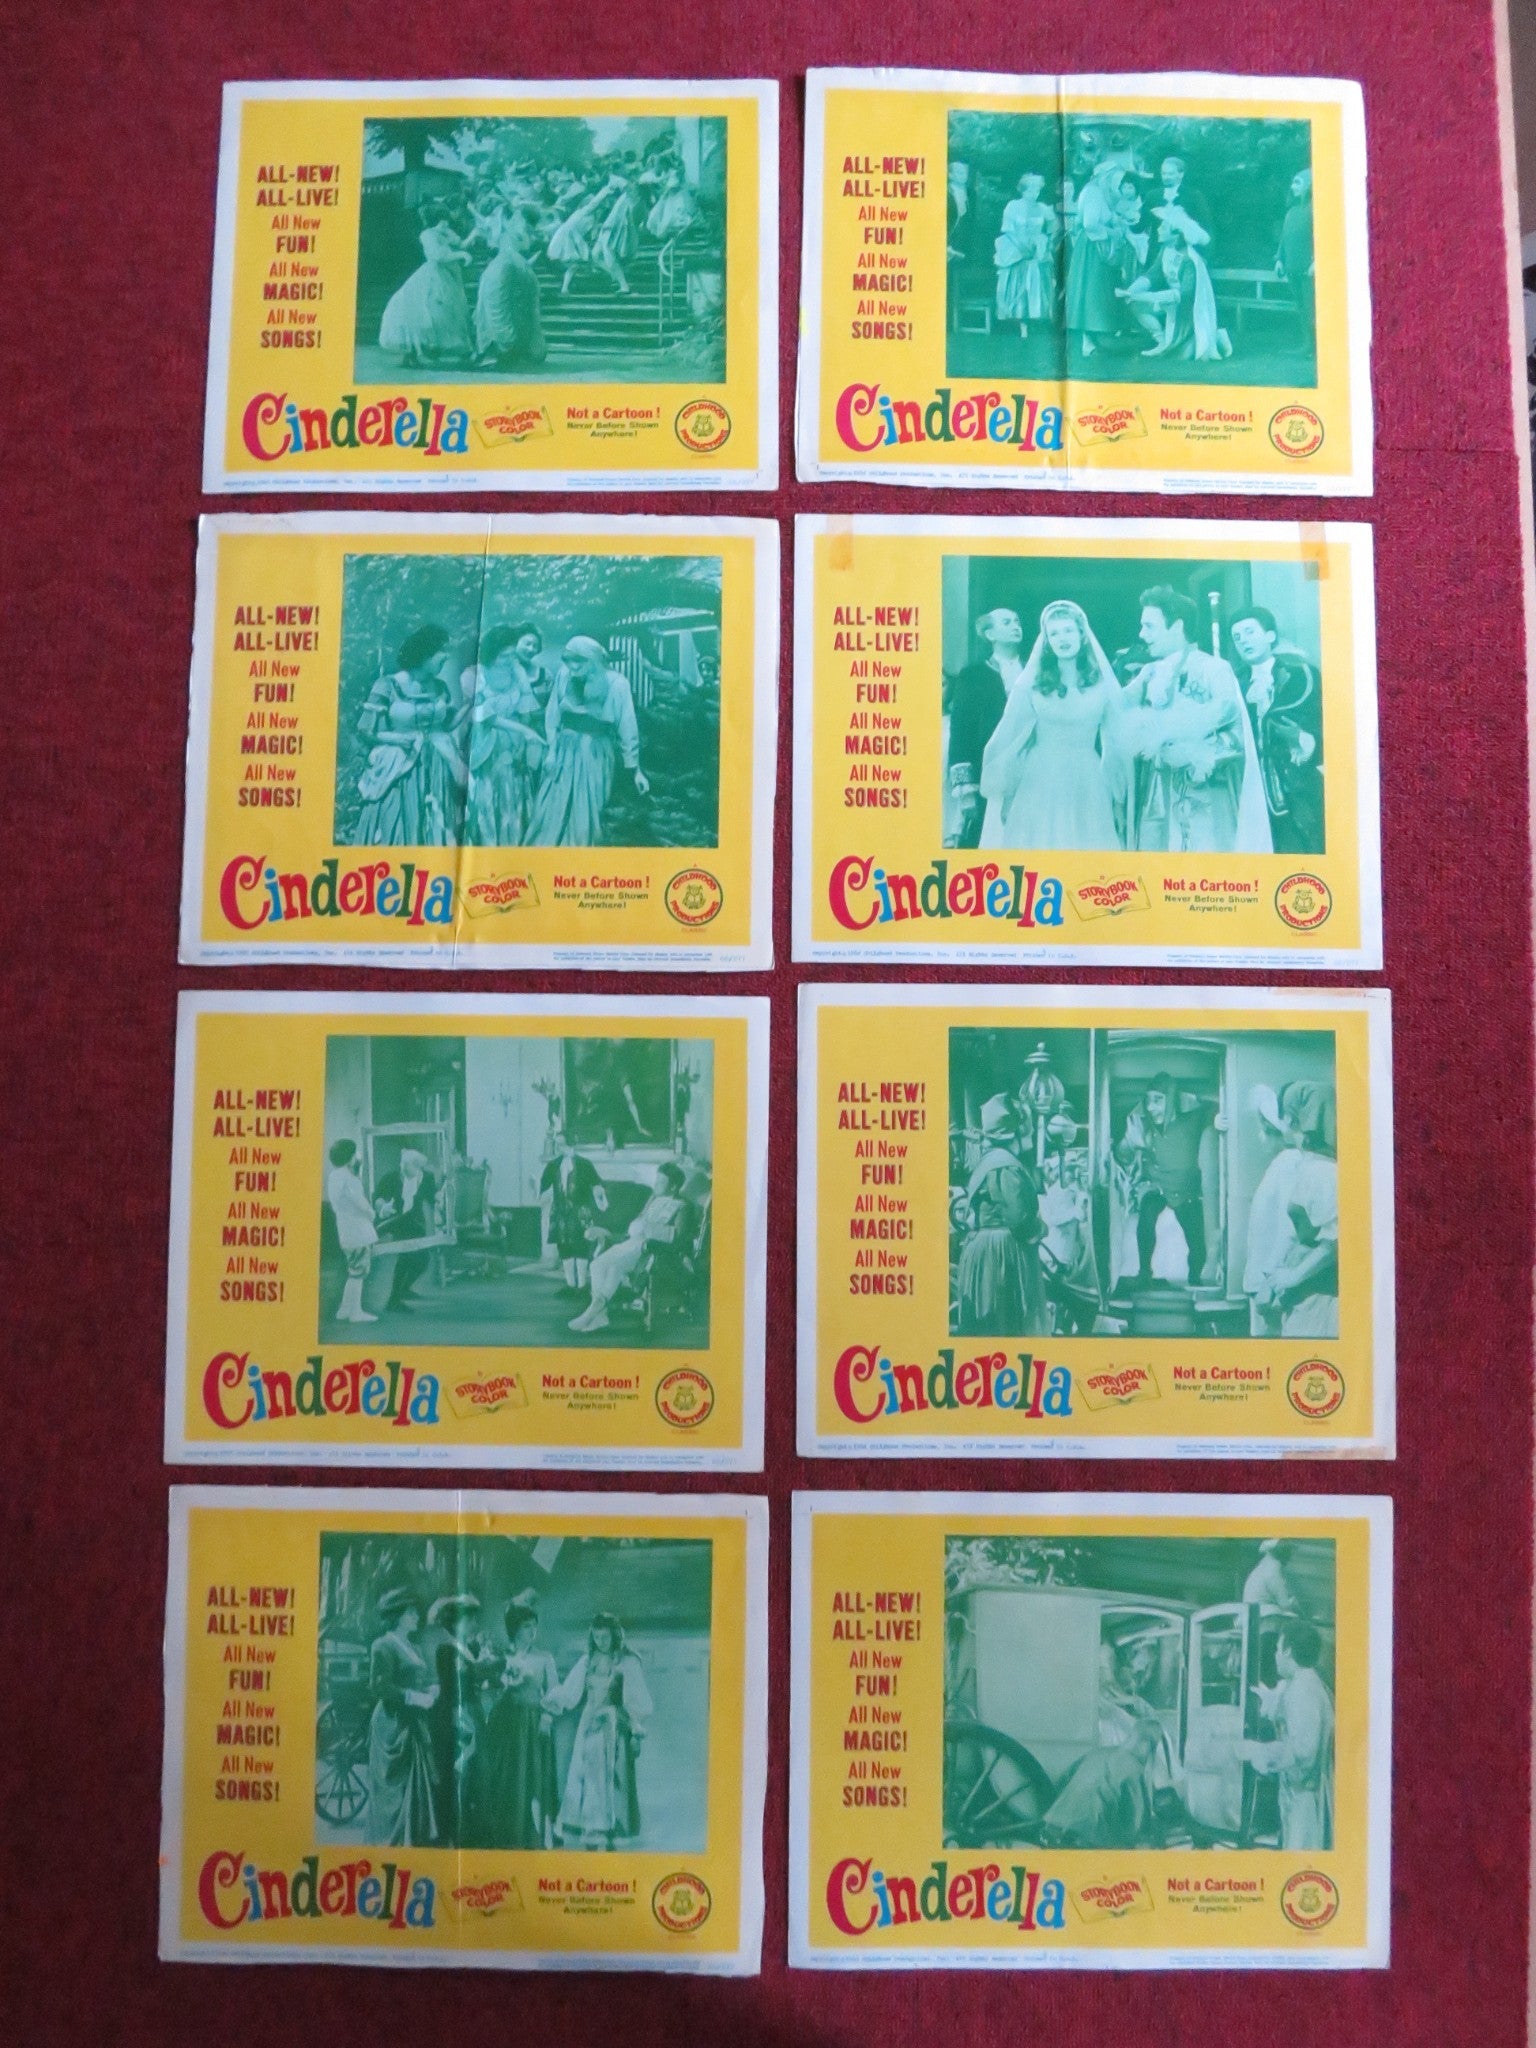 ALL-NEW!
ALL-LIVE!
All New
FUN!
All New
MAGIC!
All New
SONGS!
Cinderella
A
STORYBOOK
COLOR
Not a Cartoon!
Never Before Shown
Anywhere!
A
CHILDHOOD
PRODUCTIONS
CLASSIC
ALL-NEW!
ALL-LIVE!
All New
FUN!
All New
MAGIC!
All New
SONGS!
Cinderella
A
STORYBOOK
COLOR
Not a Cartoon!
Never Before Shown
Anywhere!
A
CHILDHOOD
PRODUCTIONS
CLASSIC
ALL-NEW!
ALL-LIVE!
All New
FUN!
All New
MAGIC!
All New
SONGS!
Cinderella
A
STORYBOOK
COLOR
Not a Cartoon!
Never Before Shown
Anywhere!
A
CHILDHOOD
PRODUCTIONS
CLASSIC
ALL-NEW!
ALL-LIVE!
All New
FUN!
All New
MAGIC!
All New
SONGS!
Cinderella
A
STORYBOOK
COLOR
Not a Cartoon!
Never Before Shown
Anywhere!
A
CHILDHOOD
PRODUCTIONS
CLASSIC
ALL-NEW!
ALL-LIVE!
All New
FUN!
All New
MAGIC!
All New
SONGS!
Cinderella
A
STORYBOOK
COLOR
Not a Cartoon!
Never Before Shown
Anywhere!
A
CHILDHOOD
PRODUCTIONS
CLASSIC
ALL-NEW!
ALL-LIVE!
All New
FUN!
All New
MAGIC!
All New
SONGS!
Cinderella
A
STORYBOOK
COLOR
Not a Cartoon!
Never Before Shown
Anywhere!
A
CHILDHOOD
PRODUCTIONS
CLASSIC
ALL-NEW!
ALL-LIVE!
All New
FUN!
All New
MAGIC!
All New
SONGS!
Cinderella
A
STORYBOOK
COLOR
Not a Cartoon!
Never Before Shown
Anywhere!
A
CHILDHOOD
PRODUCTIONS
CLASSIC
ALL-NEW!
ALL-LIVE!
All New
FUN!
All New
MAGIC!
All New
SONGS!
Cinderella
A
STORYBOOK
COLOR
Not a Cartoon!
Never Before Shown
Anywhere!
A
CHILDHOOD
PRODUCTIONS
CLASSIC